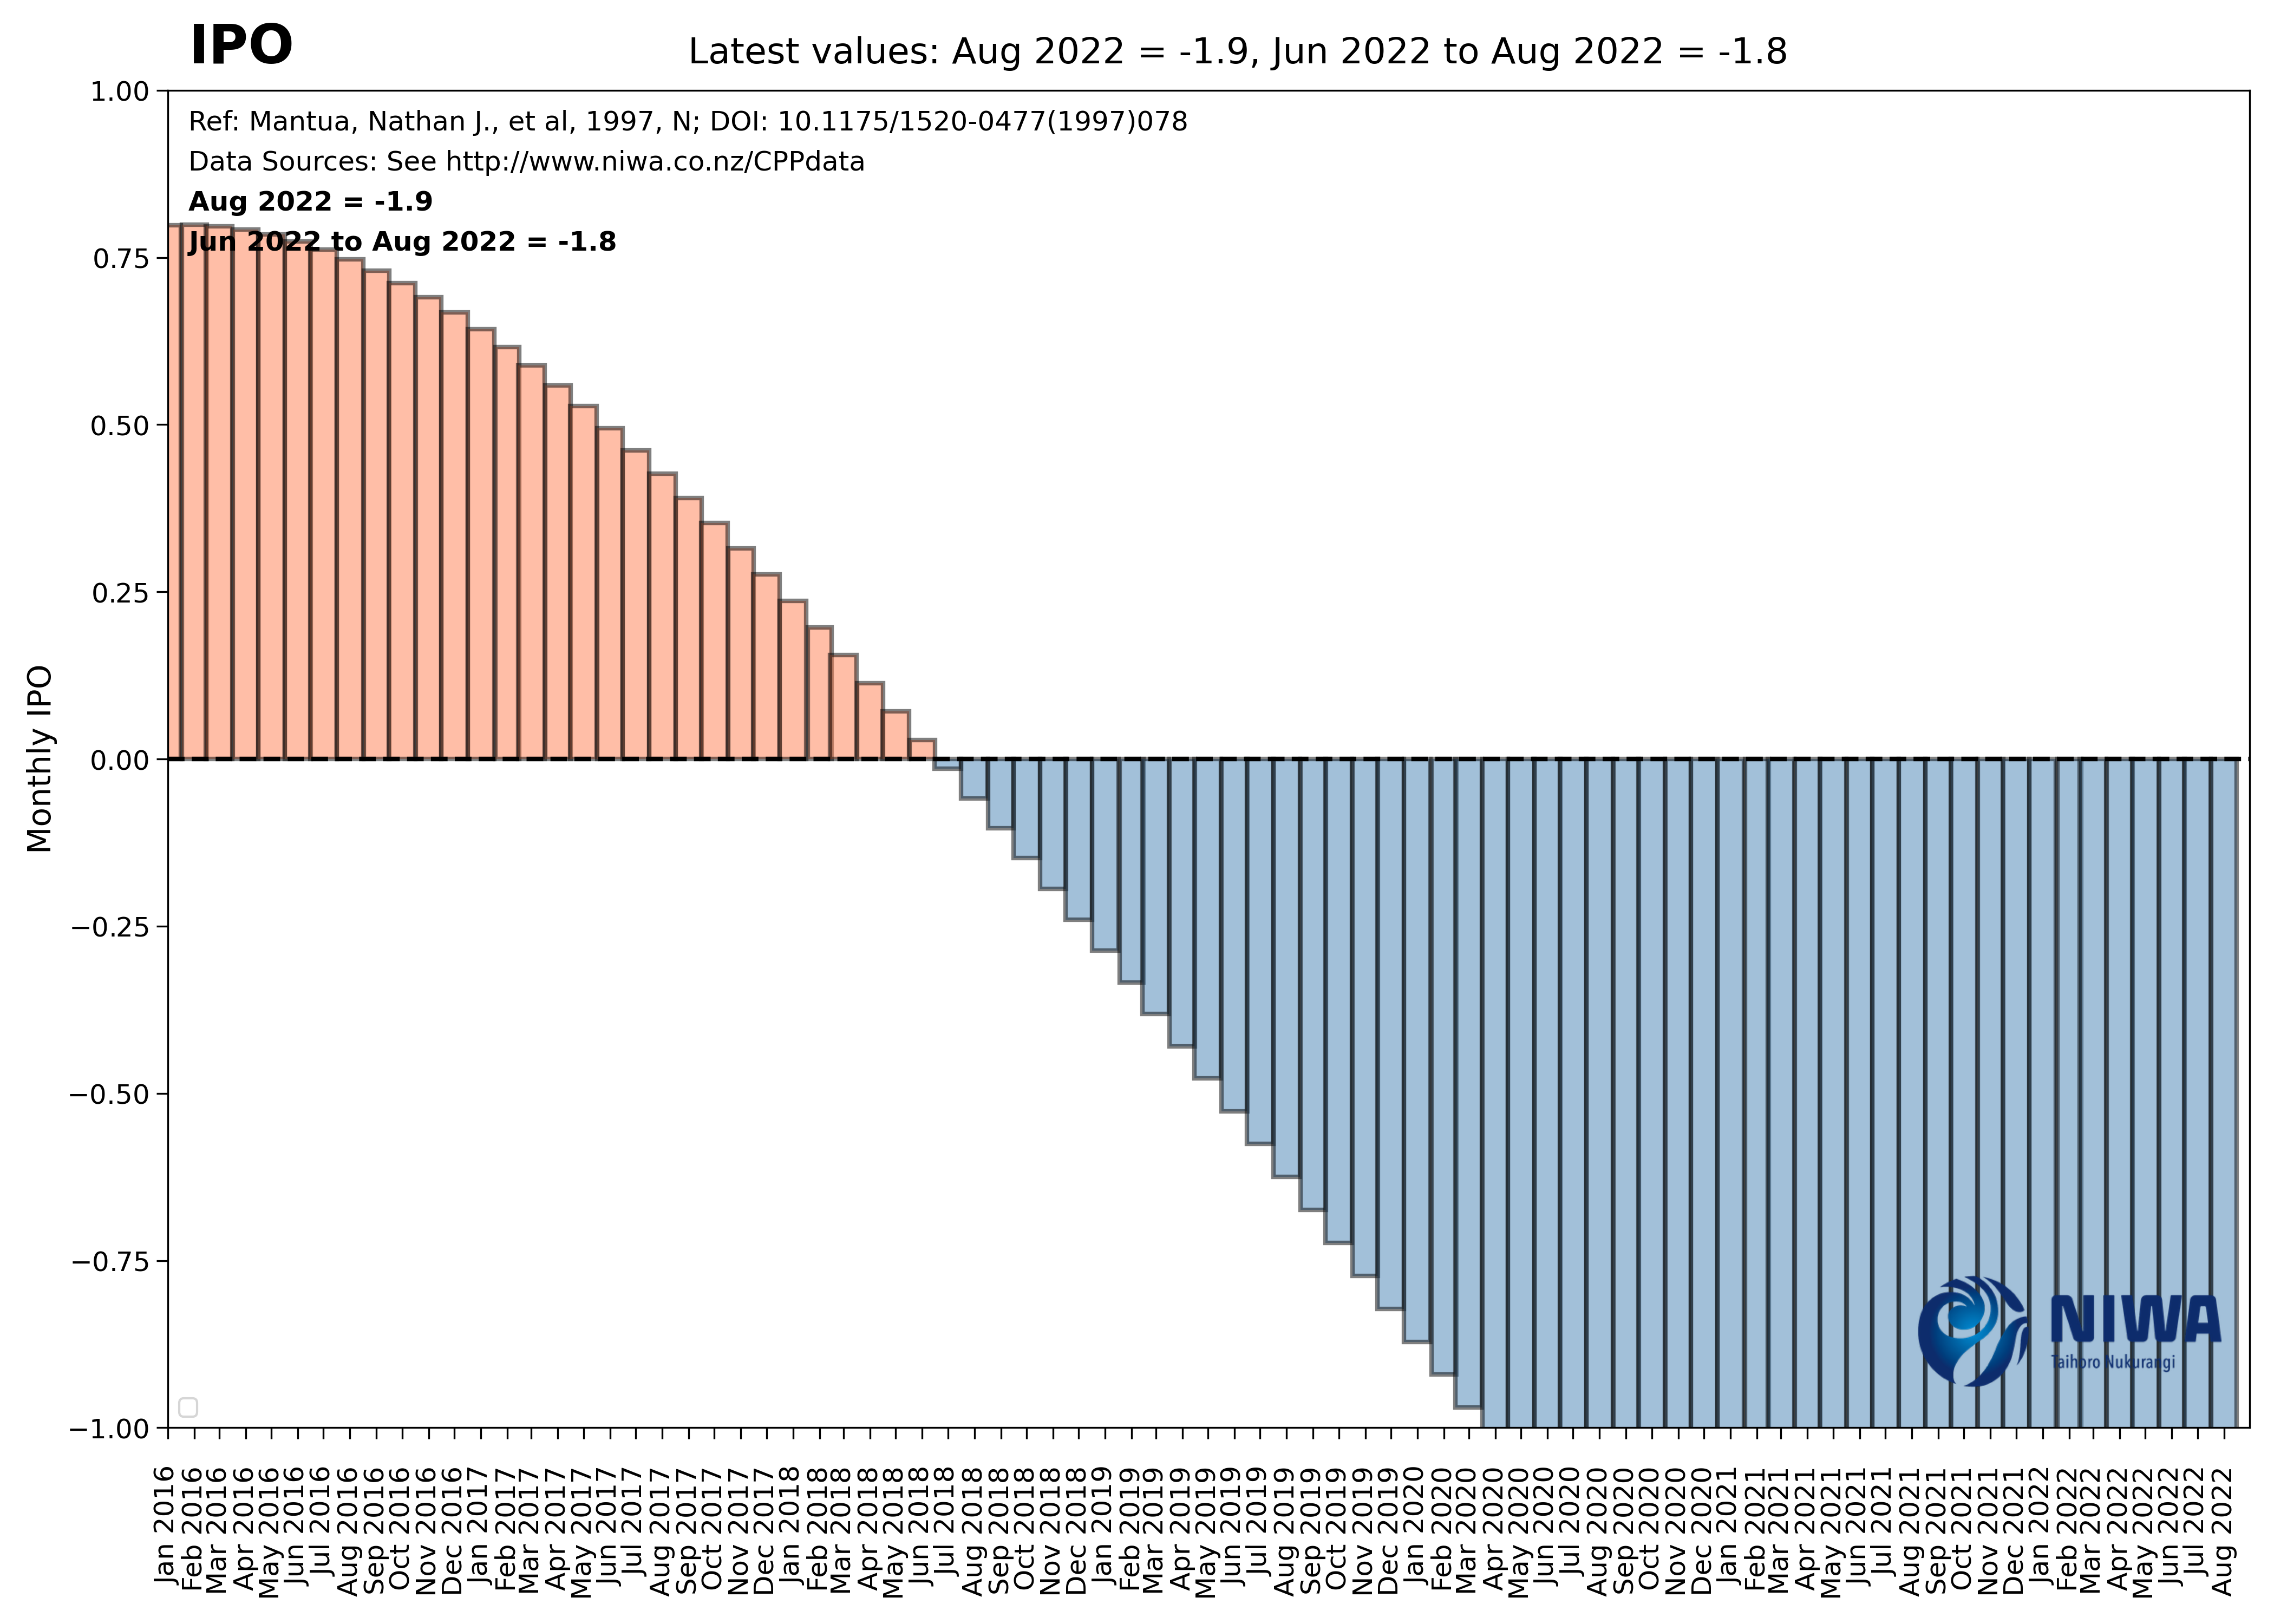 IPO
Latest values: Aug 2022 = -1.9, Jun 2022 to Aug 2022 = -1.8
Ref: Mantua, Nathan J., et al, 1997, N; DOI: 10.1175/1520-0477(1997)078
Data Sources: See http://www.niwa.co.nz/CPPdata
Aug 2022 = -1.9
Jun 2022 to Aug 2022 = -1.8
Monthly IPO
1.00
0.75
0.50
0.25
0.00
−0.25
−0.50
−0.75
−1.00
NIWA
Taihoro Nukurangi
Jan 2016
Feb 2016
Mar 2016
Apr 2016
May 2016
Jun 2016
Jul 2016
Aug 2016
Sep 2016
Oct 2016
Nov 2016
Dec 2016
Jan 2017
Feb 2017
Mar 2017
Apr 2017
May 2017
Jun 2017
Jul 2017
Aug 2017
Sep 2017
Oct 2017
Nov 2017
Dec 2017
Jan 2018
Feb 2018
Mar 2018
Apr 2018
May 2018
Jun 2018
Jul 2018
Aug 2018
Sep 2018
Oct 2018
Nov 2018
Dec 2018
Jan 2019
Feb 2019
Mar 2019
Apr 2019
May 2019
Jun 2019
Jul 2019
Aug 2019
Sep 2019
Oct 2019
Nov 2019
Dec 2019
Jan 2020
Feb 2020
Mar 2020
Apr 2020
May 2020
Jun 2020
Jul 2020
Aug 2020
Sep 2020
Oct 2020
Nov 2020
Dec 2020
Jan 2021
Feb 2021
Mar 2021
Apr 2021
May 2021
Jun 2021
Jul 2021
Aug 2021
Sep 2021
Oct 2021
Nov 2021
Dec 2021
Jan 2022
Feb 2022
Mar 2022
Apr 2022
May 2022
Jun 2022
Jul 2022
Aug 2022